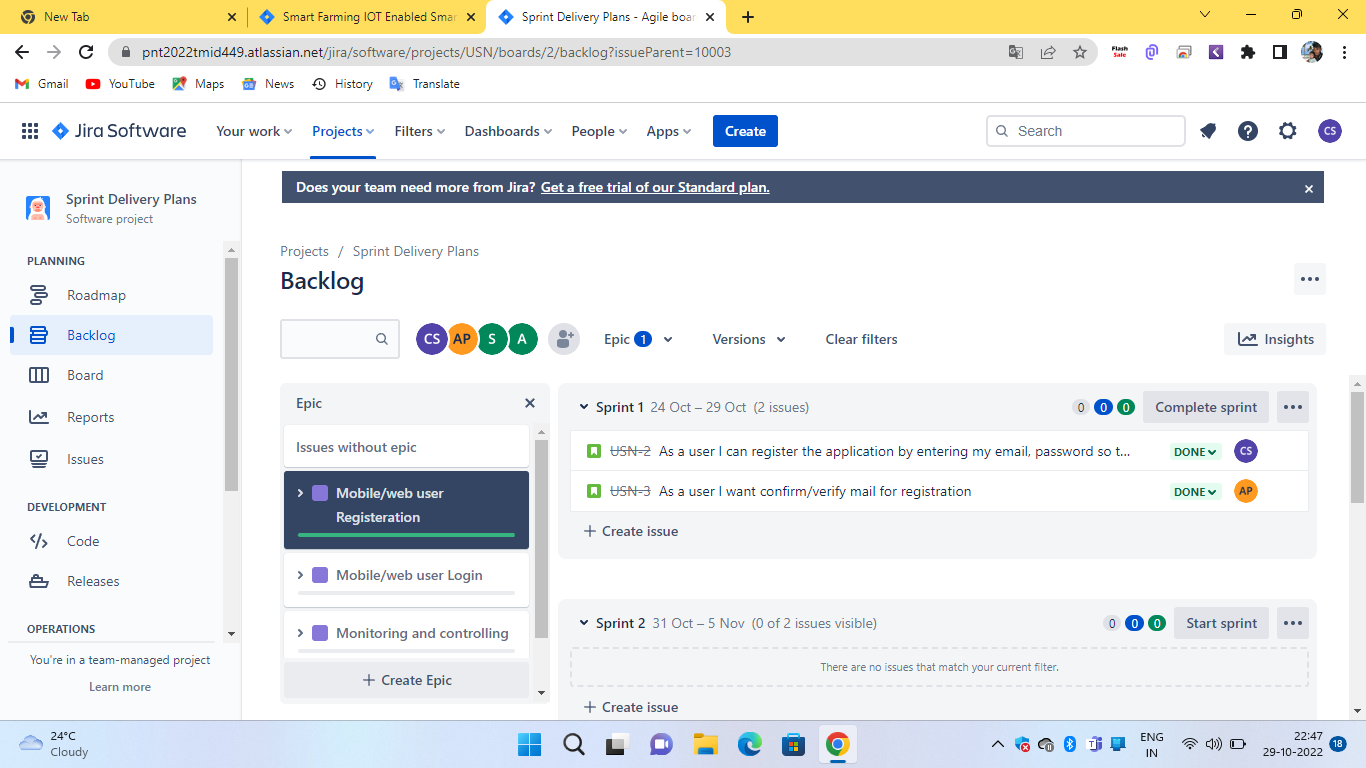 New Tab
Smart Farming IOT Enabled Smar
Sprint Delivery Plans - Agile boar
pnt2022tmid449.atlassian.net/jira/software/projects/USN/boards/2/backlog?issueParent=10003
Flash Sale
Gmail
YouTube
Maps
News
History
Translate
Jira Software
Your work
Projects
Filters
Dashboards
People
Apps
Create
Search
CS
Sprint Delivery Plans
Software project
PLANNING
Roadmap
Backlog
Board
Reports
Issues
DEVELOPMENT
Code
Releases
OPERATIONS
You're in a team-managed project
Learn more
Does your team need more from Jira? Get a free trial of our Standard plan.
Projects / Sprint Delivery Plans
Backlog
CS AP S A
Epic 1
Versions
Clear filters
Insights
Epic
Issues without epic
Mobile/web user
Registeration
Mobile/web user Login
Monitoring and controlling
+ Create Epic
Sprint 1 24 Oct – 29 Oct (2 issues)
0 0 0
Complete sprint
USN-2 As a user I can register the application by entering my email, password so t... DONE CS
USN-3 As a user I want confirm/verify mail for registration DONE AP
+ Create issue
Sprint 2 31 Oct – 5 Nov (0 of 2 issues visible)
0 0 0
Start sprint
There are no issues that match your current filter.
+ Create issue
24°C
Cloudy
ENG
IN
22:47
29-10-2022
18